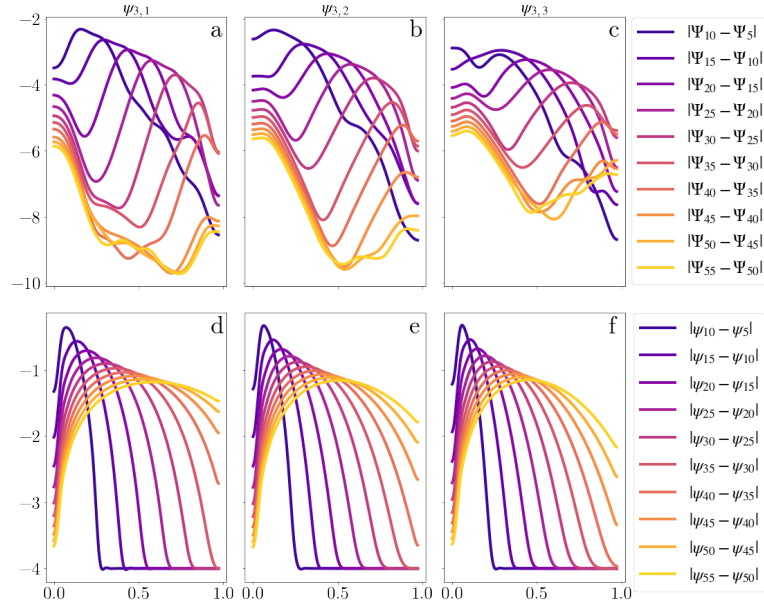 ψ3,1 ψ3,2 ψ3,3
a b c
−2
−4
−6
−8
−10
|Ψ10 − Ψ5|
|Ψ15 − Ψ10|
|Ψ20 − Ψ15|
|Ψ25 − Ψ20|
|Ψ30 − Ψ25|
|Ψ35 − Ψ30|
|Ψ40 − Ψ35|
|Ψ45 − Ψ40|
|Ψ50 − Ψ45|
|Ψ55 − Ψ50|
d e f
−1
−2
−3
−4
|ψ10 − ψ5|
|ψ15 − ψ10|
|ψ20 − ψ15|
|ψ25 − ψ20|
|ψ30 − ψ25|
|ψ35 − ψ30|
|ψ40 − ψ35|
|ψ45 − ψ40|
|ψ50 − ψ45|
|ψ55 − ψ50|
0.0 0.5 1.0 0.0 0.5 1.0 0.0 0.5 1.0